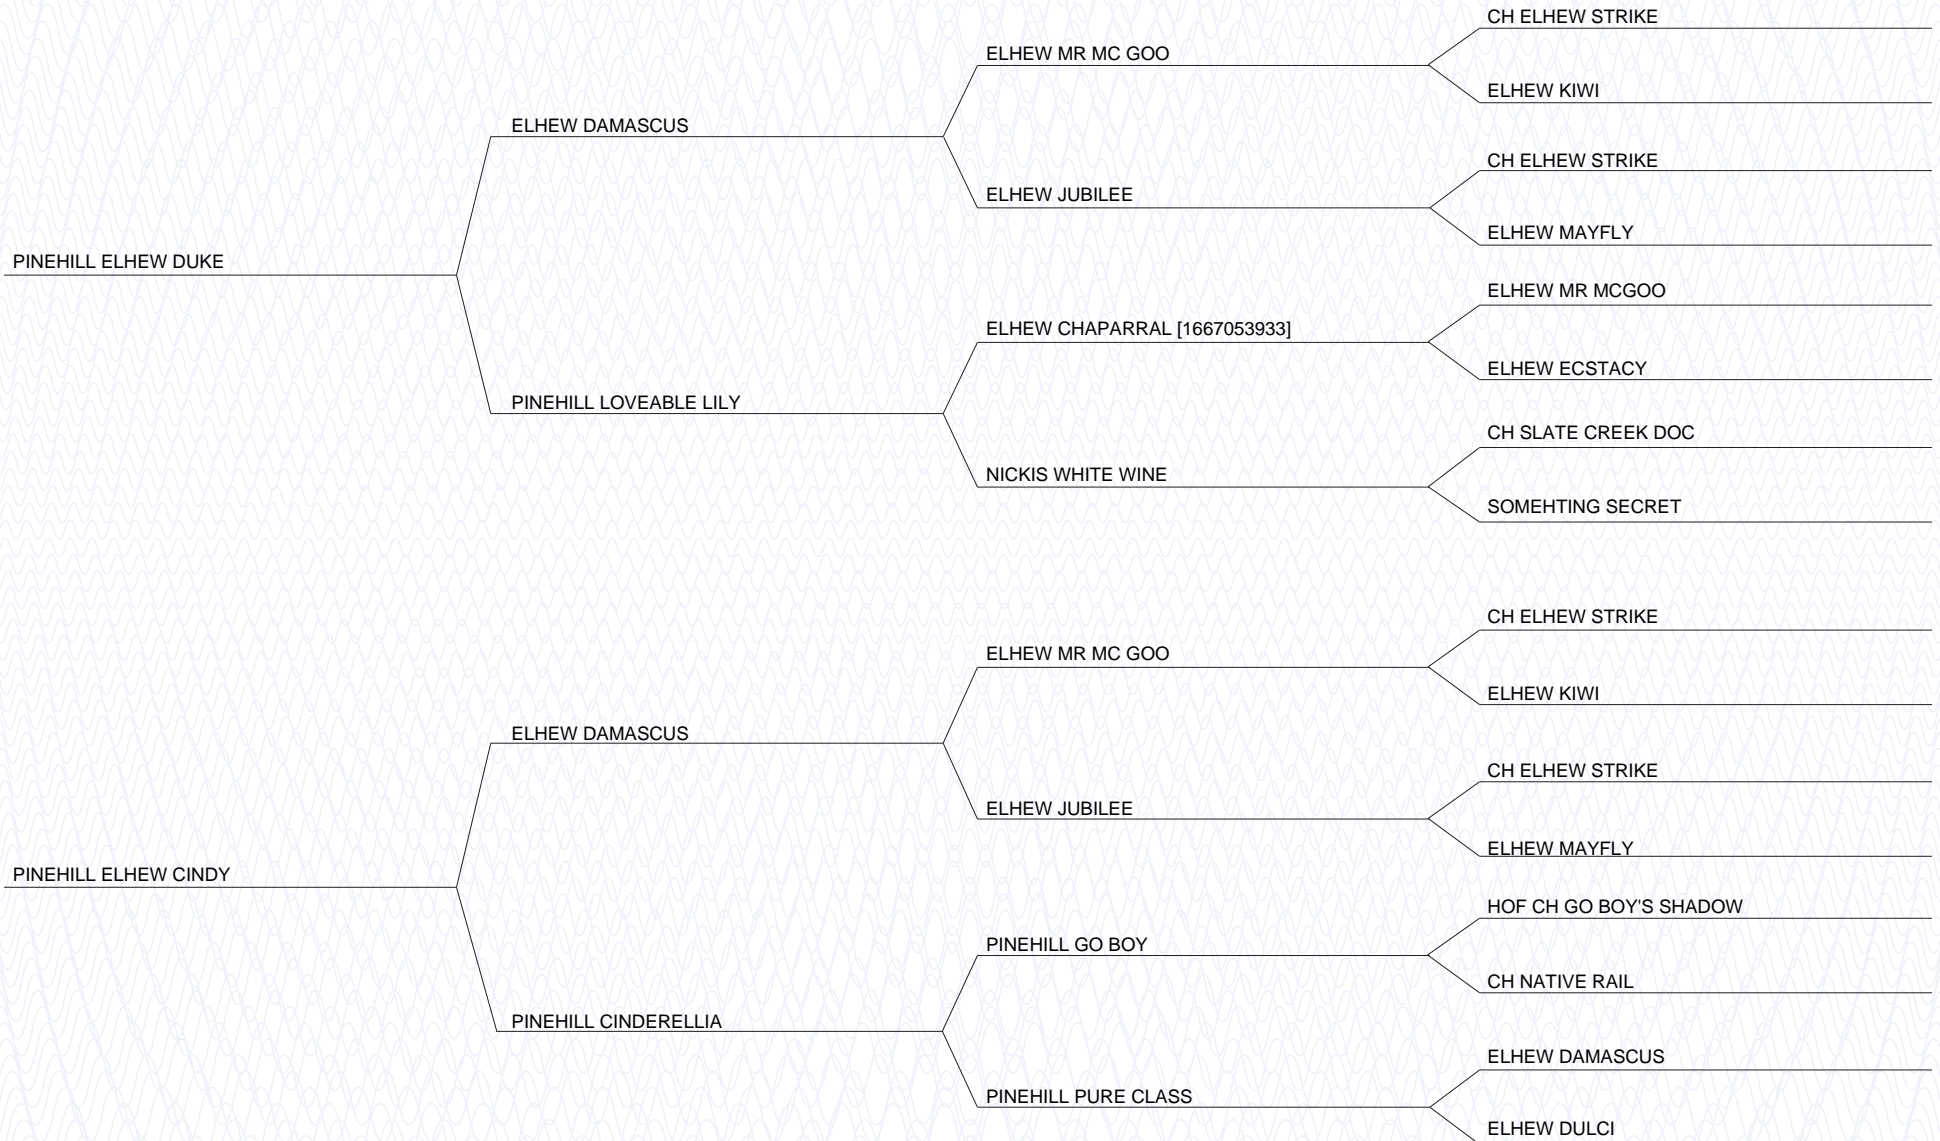 CH ELHEW STRIKE
ELHEW MR MC GOO
ELHEW KIWI
ELHEW DAMASCUS
CH ELHEW STRIKE
ELHEW JUBILEE
ELHEW MAYFLY
PINEHILL ELHEW DUKE
ELHEW MR MCGOO
ELHEW CHAPARRAL [1667053933]
ELHEW ECSTACY
PINEHILL LOVEABLE LILY
CH SLATE CREEK DOC
NICKIS WHITE WINE
SOMEHTING SECRET
CH ELHEW STRIKE
ELHEW MR MC GOO
ELHEW KIWI
ELHEW DAMASCUS
CH ELHEW STRIKE
ELHEW JUBILEE
ELHEW MAYFLY
PINEHILL ELHEW CINDY
HOF CH GO BOY'S SHADOW
PINEHILL GO BOY
CH NATIVE RAIL
PINEHILL CINDERELLIA
ELHEW DAMASCUS
PINEHILL PURE CLASS
ELHEW DULCI